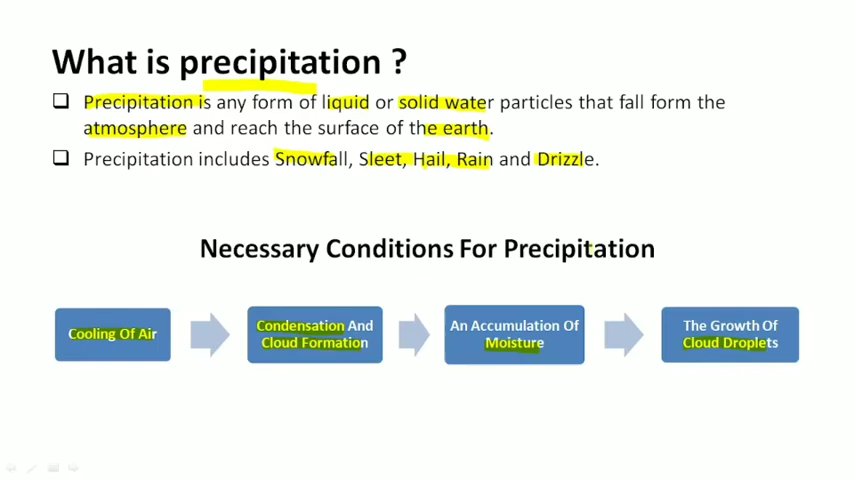 What is precipitation ?
❑ Precipitation is any form of liquid or solid water particles that fall form the
atmosphere and reach the surface of the earth.
❑ Precipitation includes Snowfall, Sleet, Hail, Rain and Drizzle.
Necessary Conditions For Precipitation
Cooling Of Air
Condensation And
Cloud Formation
An Accumulation Of
Moisture
The Growth Of
Cloud Droplets